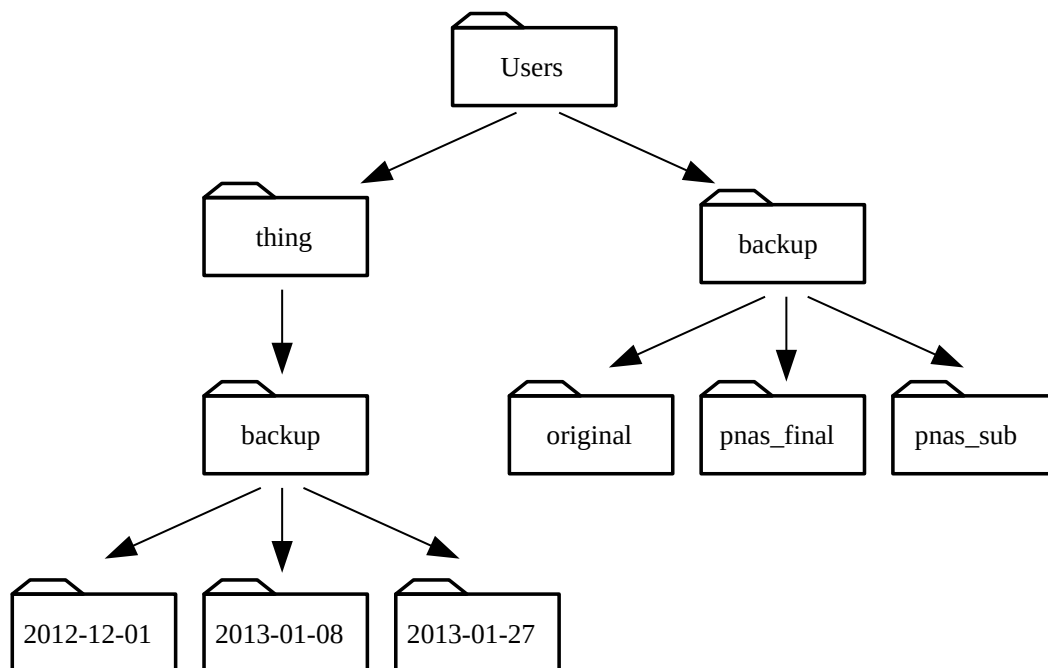 Users
thing
backup
backup
original
pnas_final
pnas_sub
2012-12-01
2013-01-08
2013-01-27